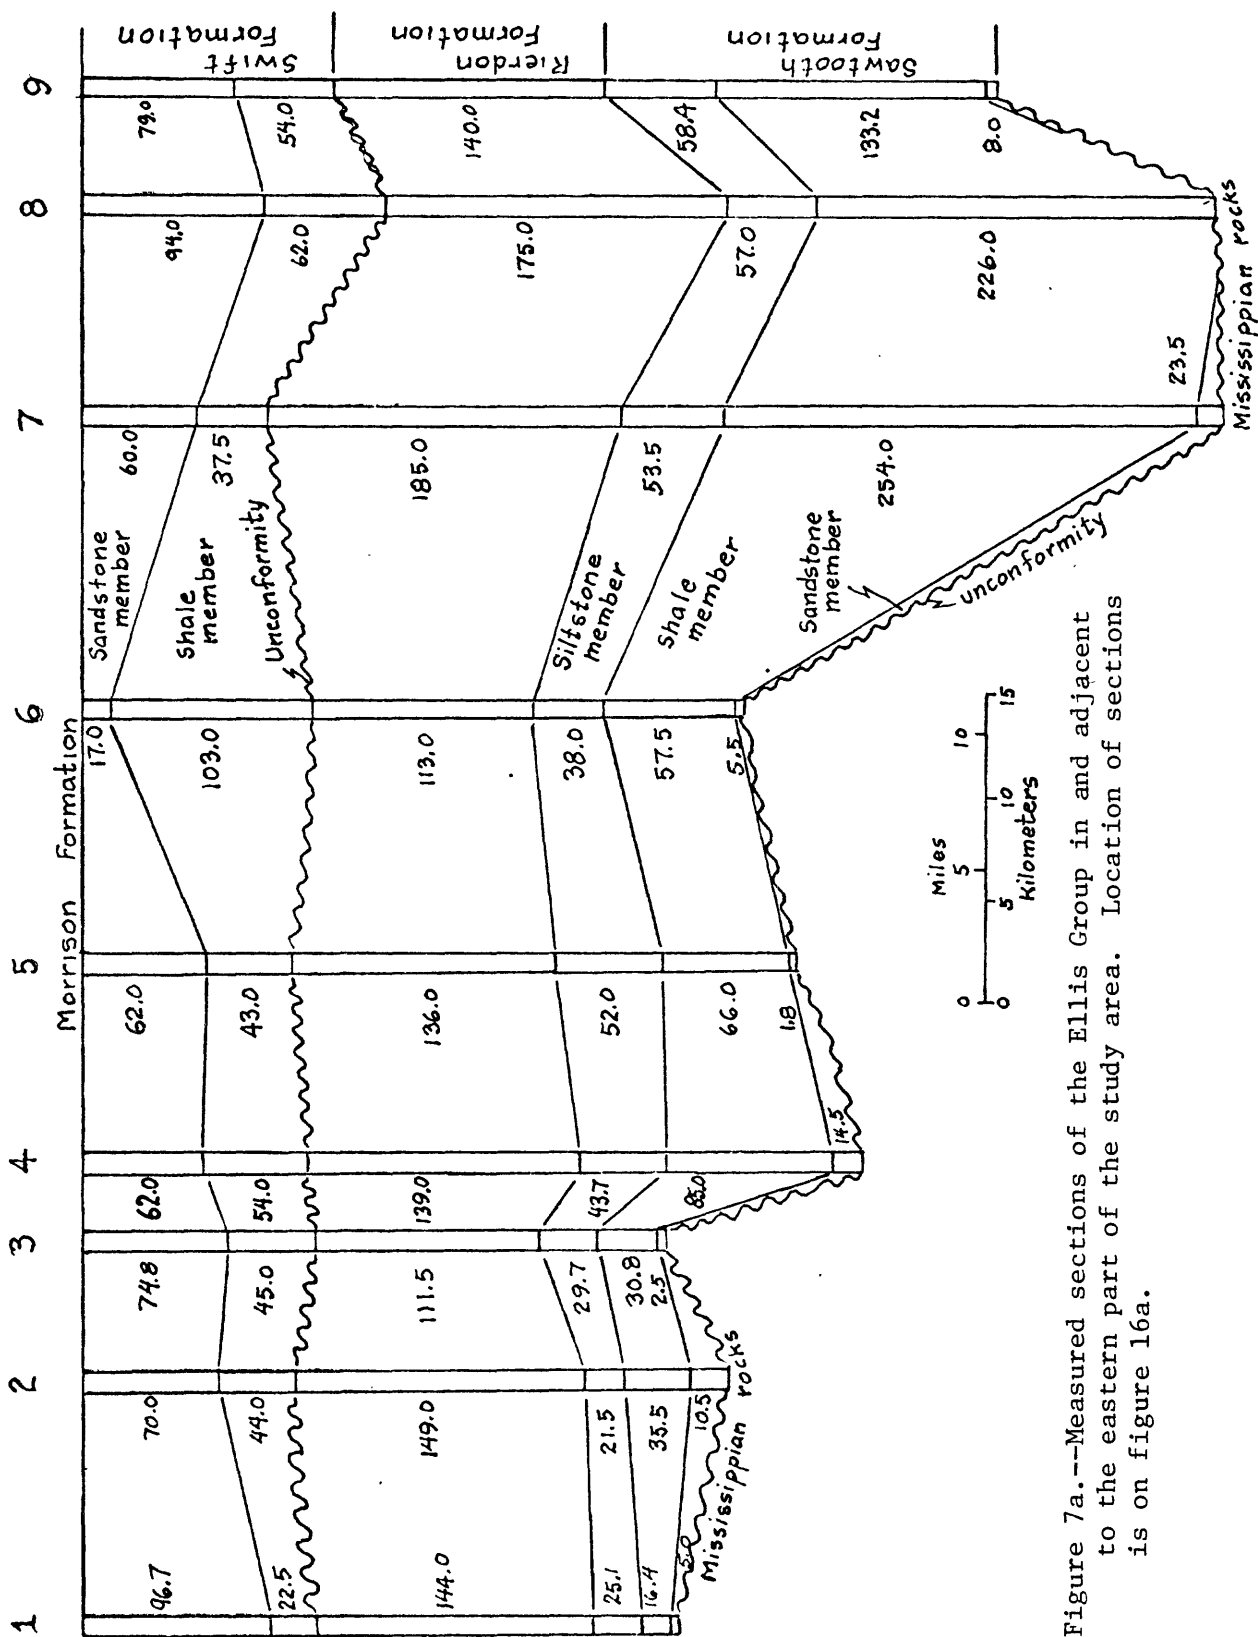 1 2 3 4 5 6 7 8 9
Morrison Formation
96.7
22.5
144.0
25.1
16.4
5.0
70.0
44.0
149.0
21.5
35.5
10.5
74.8
45.0
111.5
29.7
30.8
2.5
62.0
54.0
139.0
43.7
85.0
14.5
62.0
43.0
136.0
52.0
66.0
1.8
17.0
103.0
113.0
38.0
57.5
5.5
Sandstone
member
Shale
member
Unconformity
Siltstone
member
Shale
member
Sandstone
member
unconformity
60.0
37.5
185.0
53.5
254.0
23.5
94.0
62.0
175.0
57.0
226.0
79.0
54.0
140.0
58.4
133.2
8.0
Swift
Formation
Rierdon
Formation
Sawtooth
Formation
Mississippian rocks
Mississippian rocks
Miles
0 5 10
0 5 10 15
Kilometers
Figure 7a.--Measured sections of the Ellis Group in and adjacent
to the eastern part of the study area. Location of sections
is on figure 16a.